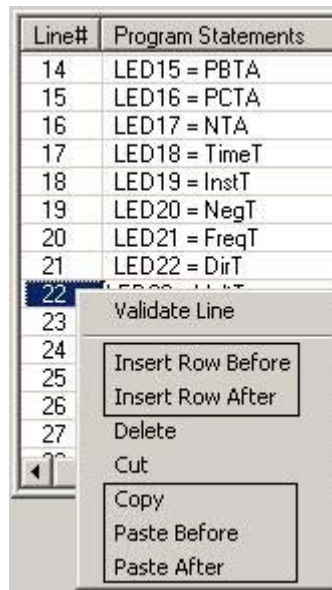 Line# Program Statements
14 LED15 = PBTA
15 LED16 = PCTA
16 LED17 = NTA
17 LED18 = TimeT
18 LED19 = InstT
19 LED20 = NegT
20 LED21 = FreqT
21 LED22 = DirT
22
23
24
25
26
27
Validate Line
Insert Row Before
Insert Row After
Delete
Cut
Copy
Paste Before
Paste After